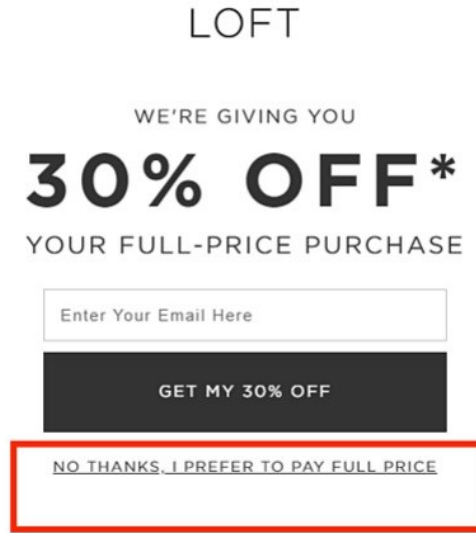 LOFT
WE'RE GIVING YOU
30% OFF*
YOUR FULL-PRICE PURCHASE
Enter Your Email Here
GET MY 30% OFF
NO THANKS, I PREFER TO PAY FULL PRICE